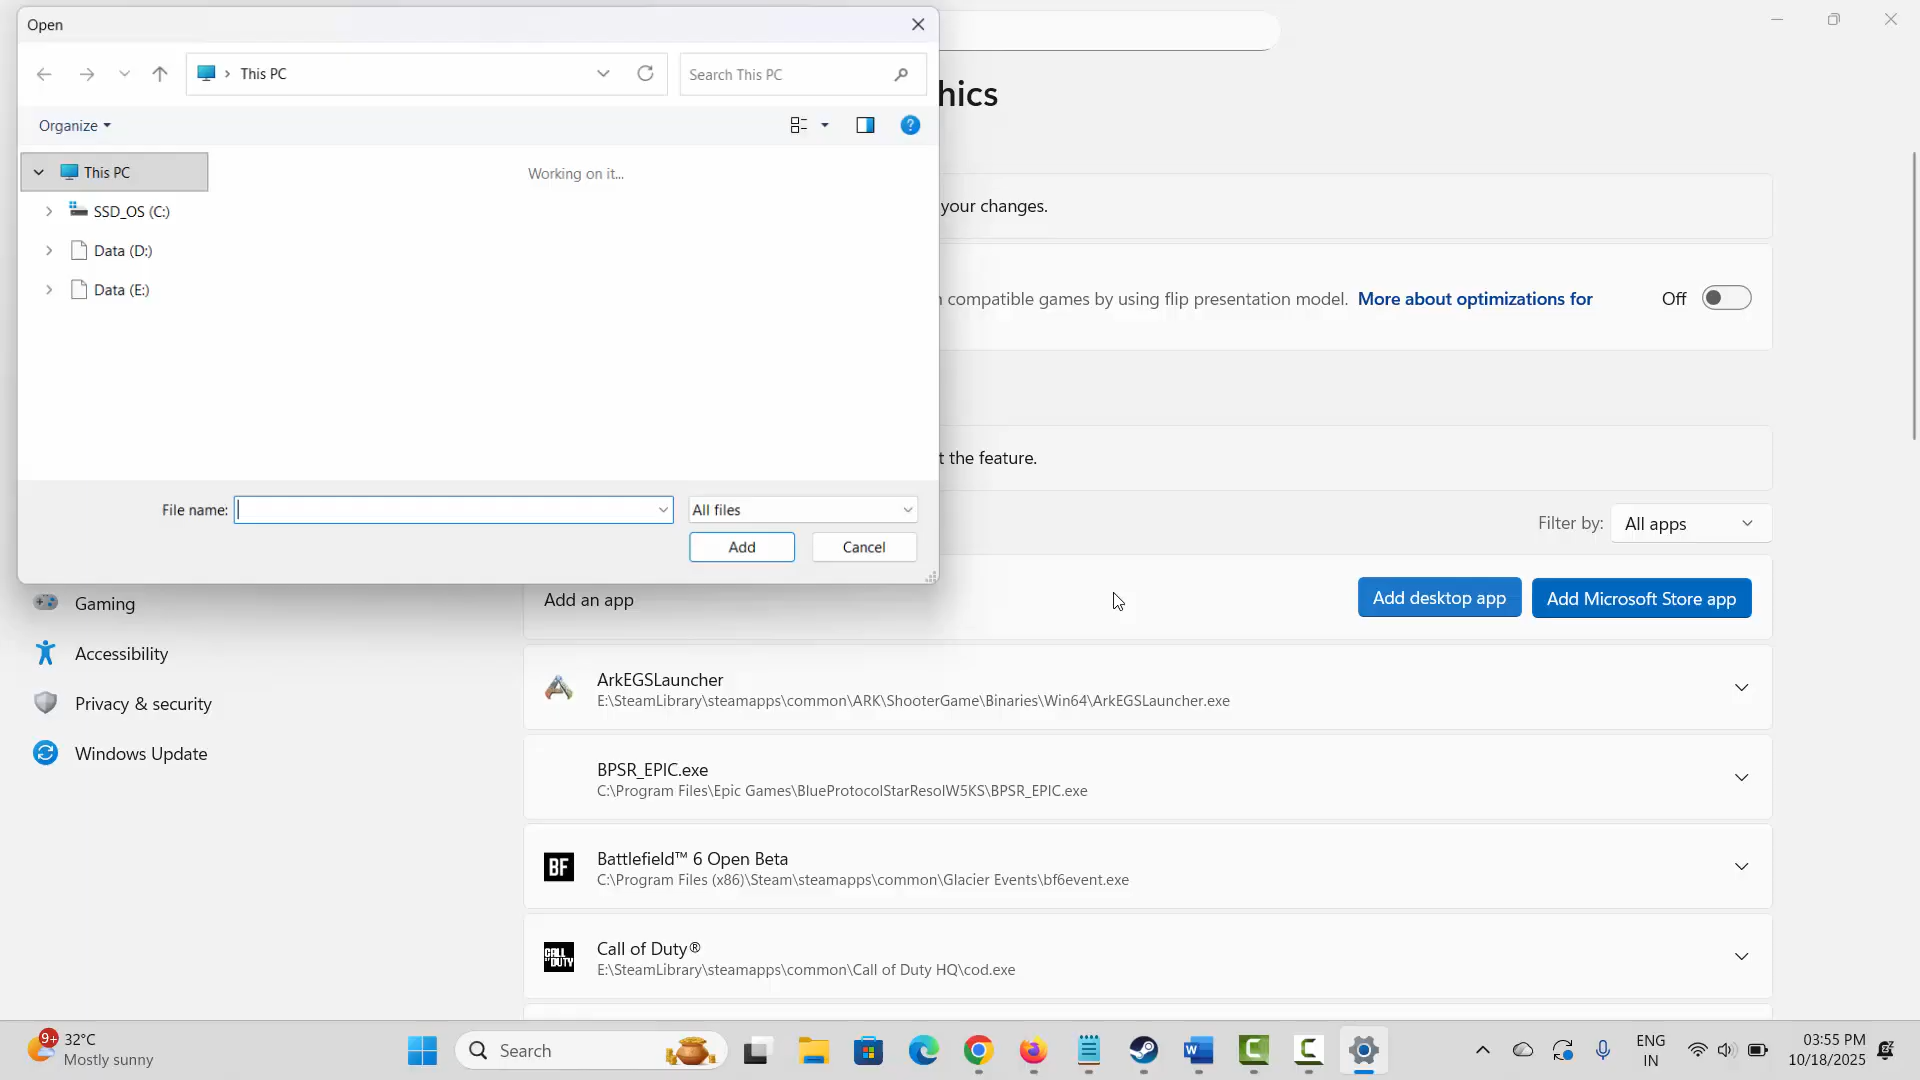 Open
This PC
Search This PC
Organize
This PC
SSD_OS (C:)
Data (D:)
Data (E:)
Working on it...
File name:
All files
Add
Cancel
hics
your changes.
compatible games by using flip presentation model. More about optimizations for
Off
t the feature.
Filter by:
All apps
Add an app
Add desktop app
Add Microsoft Store app
Gaming
Accessibility
Privacy & security
Windows Update
ArkEGSLauncher
E:\SteamLibrary\steamapps\common\ARK\ShooterGame\Binaries\Win64\ArkEGSLauncher.exe
BPSR_EPIC.exe
C:\Program Files\Epic Games\BlueProtocolStarResolW5KS\BPSR_EPIC.exe
BF
Battlefield™ 6 Open Beta
C:\Program Files (x86)\Steam\steamapps\common\Glacier Events\bf6event.exe
CALL OF DUTY
Call of Duty®
E:\SteamLibrary\steamapps\common\Call of Duty HQ\cod.exe
9+
32°C
Mostly sunny
Search
ENG
IN
03:55 PM
10/18/2025